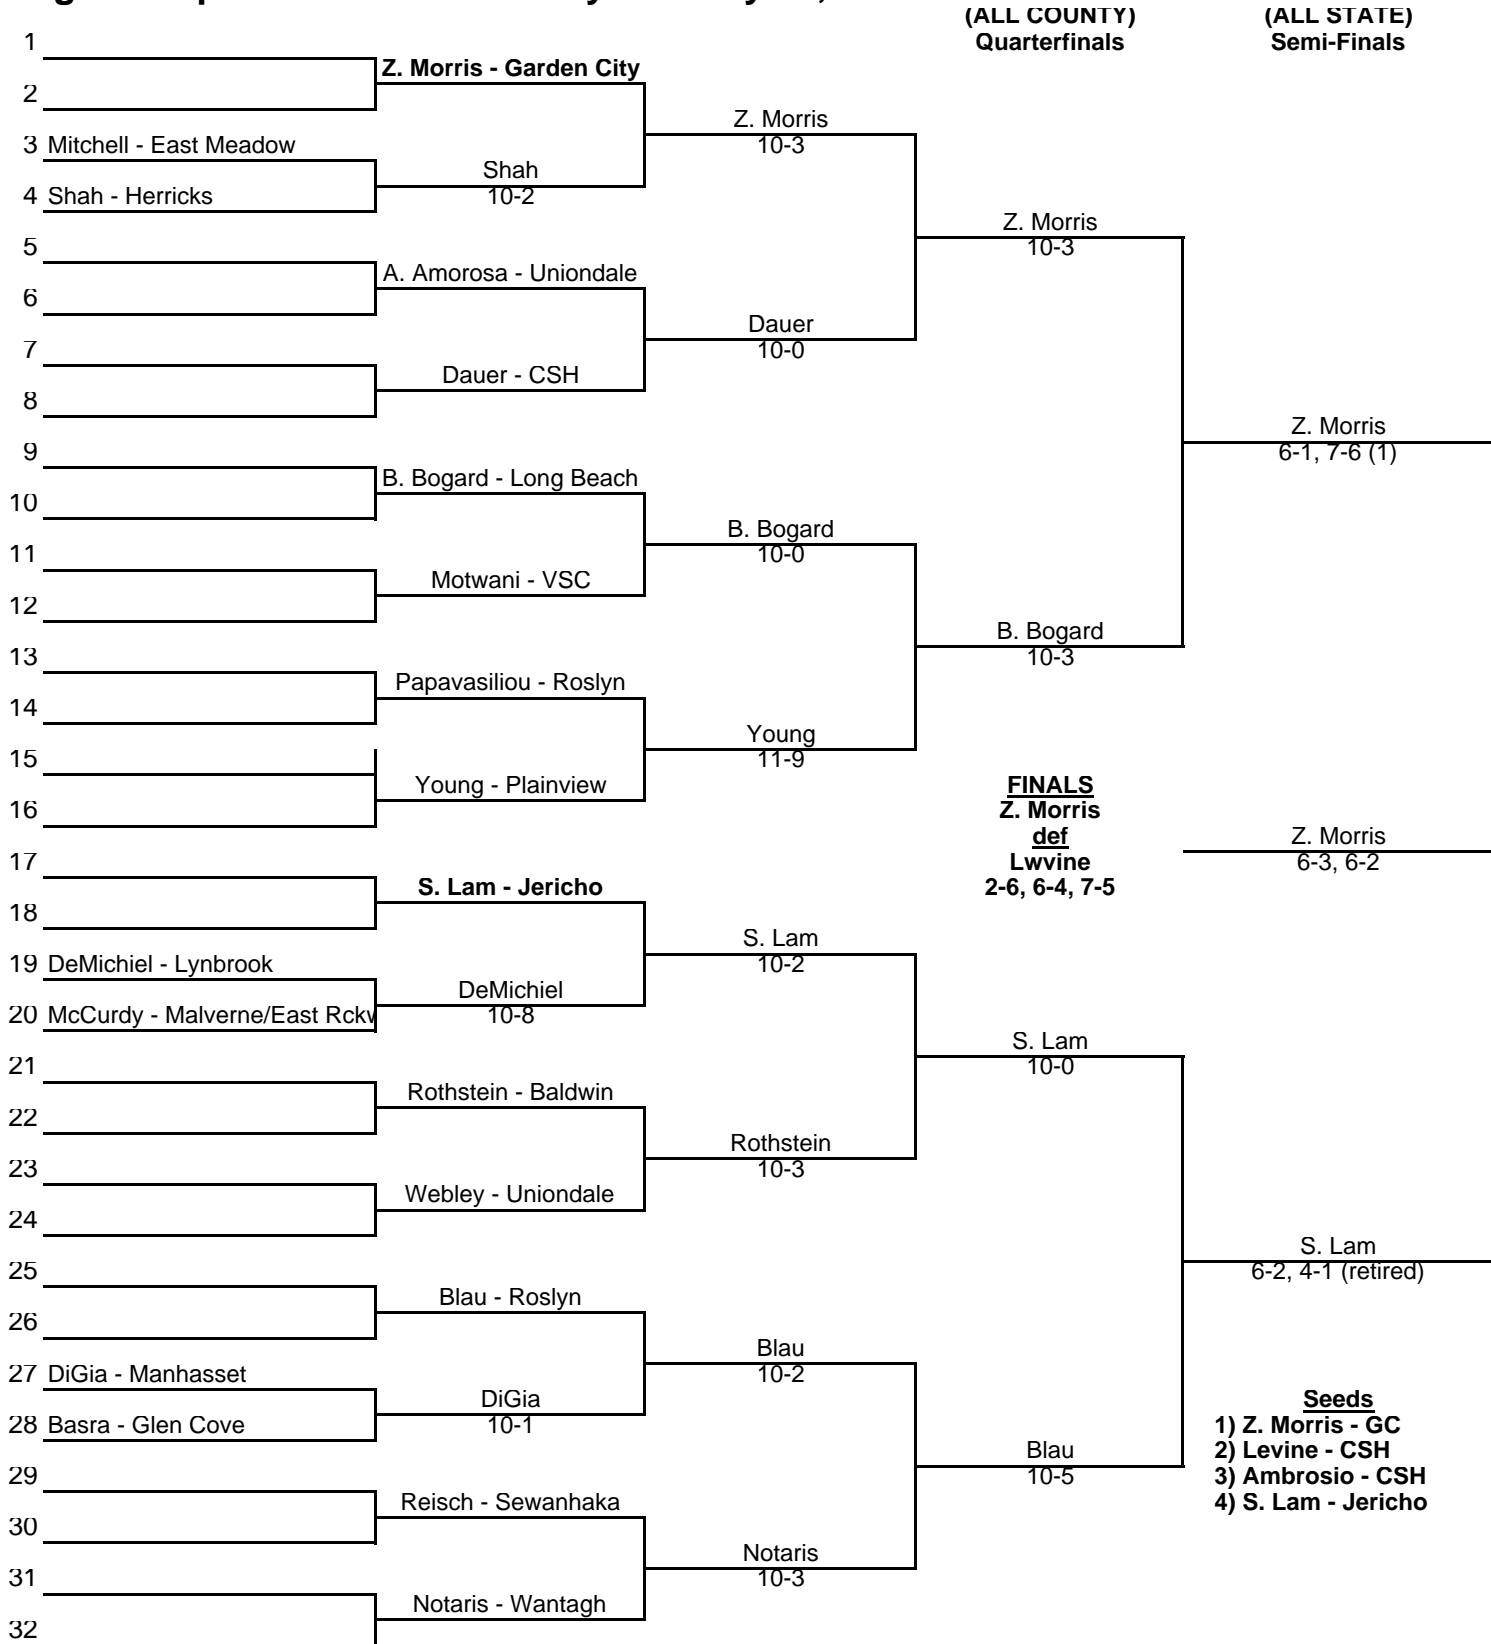 (ALL COUNTY)
Quarterfinals
(ALL STATE)
Semi-Finals
1
Z. Morris - Garden City
2
Z. Morris
10-3
3 Mitchell - East Meadow
Shah
10-2
4 Shah - Herricks
Z. Morris
10-3
5
A. Amorosa - Uniondale
6
Dauer
10-0
7
Dauer - CSH
8
Z. Morris
6-1, 7-6 (1)
9
B. Bogard - Long Beach
10
B. Bogard
10-0
11
Motwani - VSC
12
B. Bogard
10-3
13
Papavasiliou - Roslyn
14
Young
11-9
15
Young - Plainview
16
FINALS
Z. Morris
def
Lwvine
2-6, 6-4, 7-5
Z. Morris
6-3, 6-2
17
S. Lam - Jericho
18
S. Lam
10-2
19 DeMichiel - Lynbrook
DeMichiel
10-8
20 McCurdy - Malverne/East
S. Lam
10-0
21
Rothstein - Baldwin
22
Rothstein
10-3
23
Webley - Uniondale
24
S. Lam
6-2, 4-1 (retired)
25
Blau - Roslyn
26
Blau
10-2
27 DiGia - Manhasset
DiGia
10-1
28 Basra - Glen Cove
Blau
10-5
29
Reisch - Sewanhaka
30
Notaris
10-3
31
Notaris - Wantagh
32
Seeds
1) Z. Morris - GC
2) Levine - CSH
3) Ambrosio - CSH
4) S. Lam - Jericho